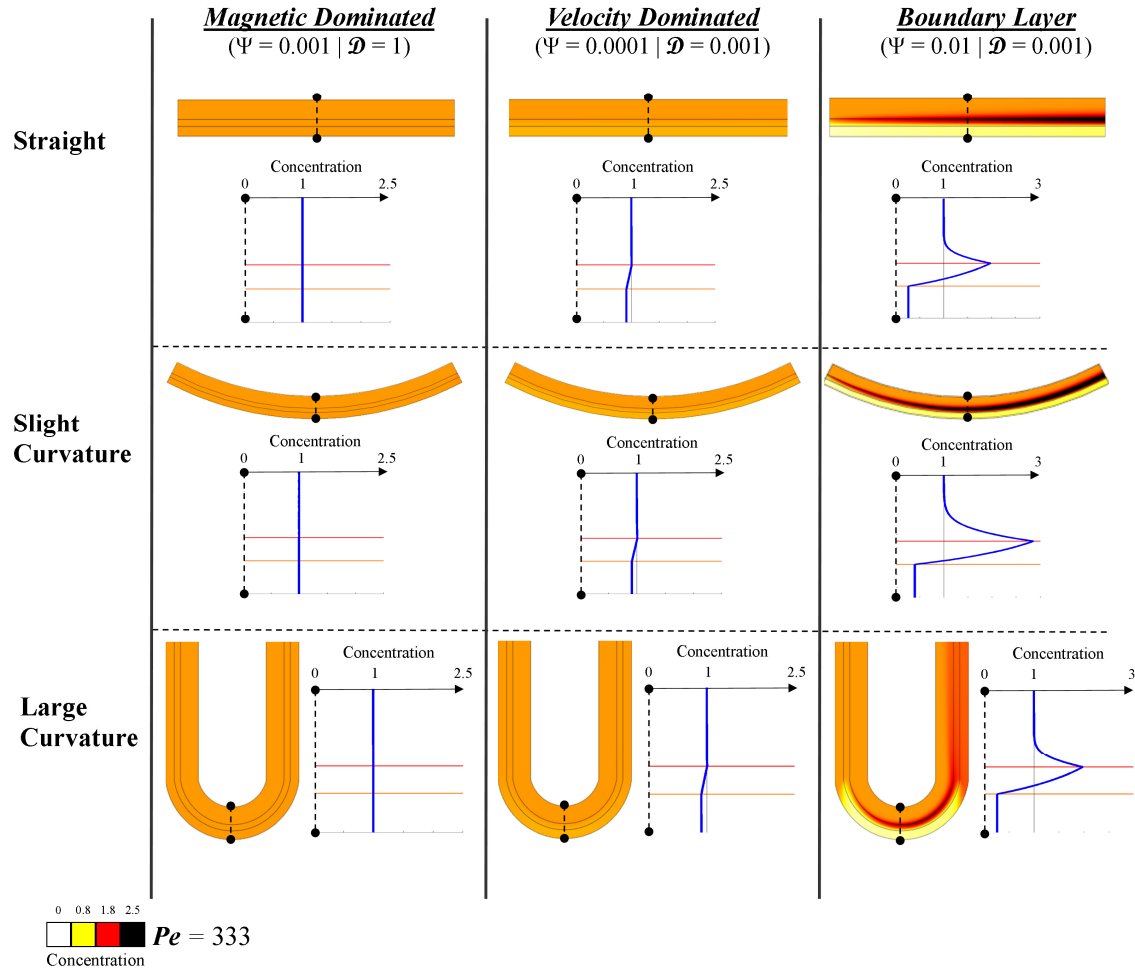 Magnetic Dominated
(Ψ = 0.001 | 𝓓 = 1)
Velocity Dominated
(Ψ = 0.0001 | 𝓓 = 0.001)
Boundary Layer
(Ψ = 0.01 | 𝓓 = 0.001)
Straight
Concentration
0 1 2.5
Concentration
0 1 2.5
Concentration
0 1 3
Slight
Curvature
Concentration
0 1 2.5
Concentration
0 1 2.5
Concentration
0 1 3
Large
Curvature
Concentration
0 1 2.5
Concentration
0 1 2.5
Concentration
0 1 3
0 0.8 1.8 2.5
Pe = 333
Concentration